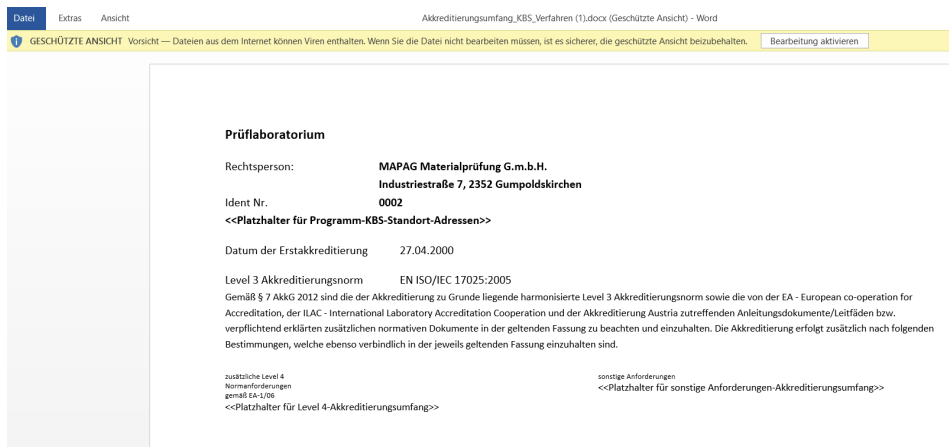 Datei Extras Ansicht Akkreditierungsumfang_KBS_Verfahren (1).docx (Geschützte Ansicht) - Word
GESCHÜTZTE ANSICHT Vorsicht — Dateien aus dem Internet können Viren enthalten. Wenn Sie die Datei nicht bearbeiten müssen, ist es sicherer, die geschützte Ansicht beizubehalten. Bearbeitung aktivieren
Prüflaboratorium
Rechtsperson: MAPAG Materialprüfung G.m.b.H.
Industriestraße 7, 2352 Gumpoldskirchen
Ident Nr. 0002
<<Platzhalter für Programm-KBS-Standort-Adressen>>
Datum der Erstakkreditierung 27.04.2000
Level 3 Akkreditierungsnorm EN ISO/IEC 17025:2005
Gemäß § 7 AkkG 2012 sind die der Akkreditierung zu Grunde liegende harmonisierte Level 3 Akkreditierungsnorm sowie die von der EA - European co-operation for
Accreditation, der ILAC - International Laboratory Accreditation Cooperation und der Akkreditierung Austria zutreffenden Anleitungsdokumente/Leitfäden bzw.
verpflichtend erklärten zusätzlichen normativen Dokumente in der geltenden Fassung zu beachten und einzuhalten. Die Akkreditierung erfolgt zusätzlich nach folgenden
Bestimmungen, welche ebenso verbindlich in der jeweils geltenden Fassung einzuhalten sind.
zusätzliche Level 4
Normanforderungen
gemäß EA-1/06
<<Platzhalter für Level 4-Akkreditierungsumfang>>
sonstige Anforderungen
<<Platzhalter für sonstige Anforderungen-Akkreditierungsumfang>>